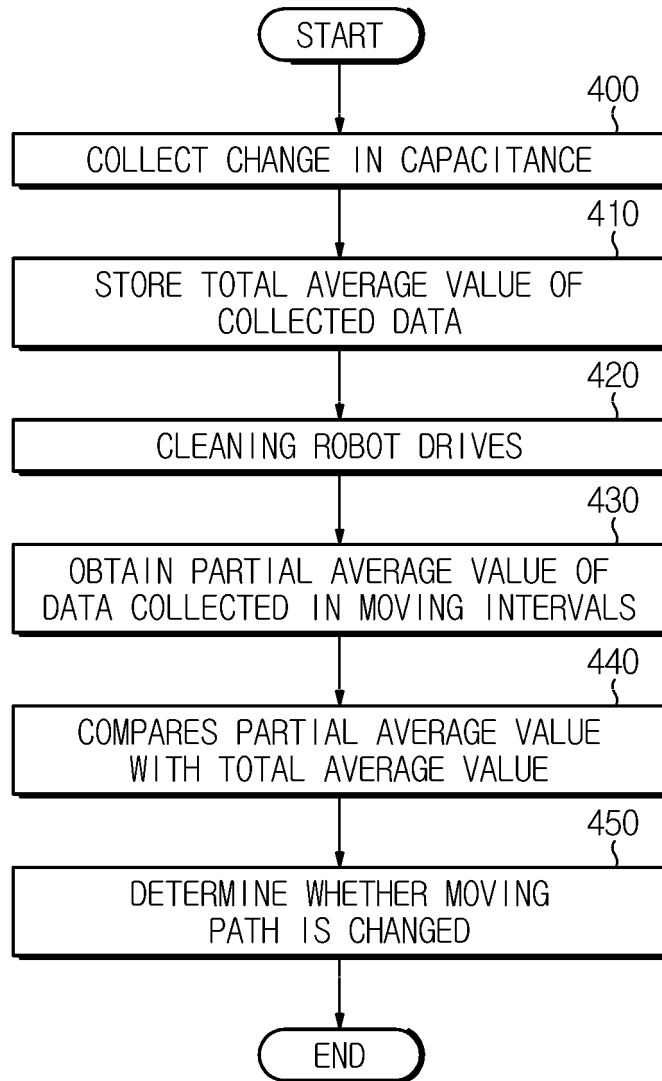 START
400
COLLECT CHANGE IN CAPACITANCE
410
STORE TOTAL AVERAGE VALUE OF
COLLECTED DATA
420
CLEANING ROBOT DRIVES
430
OBTAIN PARTIAL AVERAGE VALUE OF
DATA COLLECTED IN MOVING INTERVALS
440
COMPARES PARTIAL AVERAGE VALUE
WITH TOTAL AVERAGE VALUE
450
DETERMINE WHETHER MOVING
PATH IS CHANGED
END